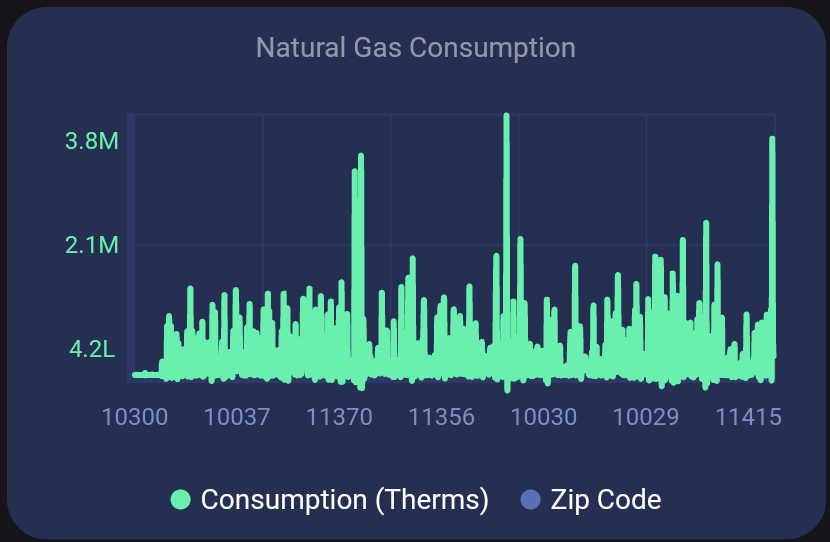 Natural Gas Consumption
3.8M
2.1M
4.2L
10300 10037 11370 11356 10030 10029 11415
Consumption (Therms) Zip Code